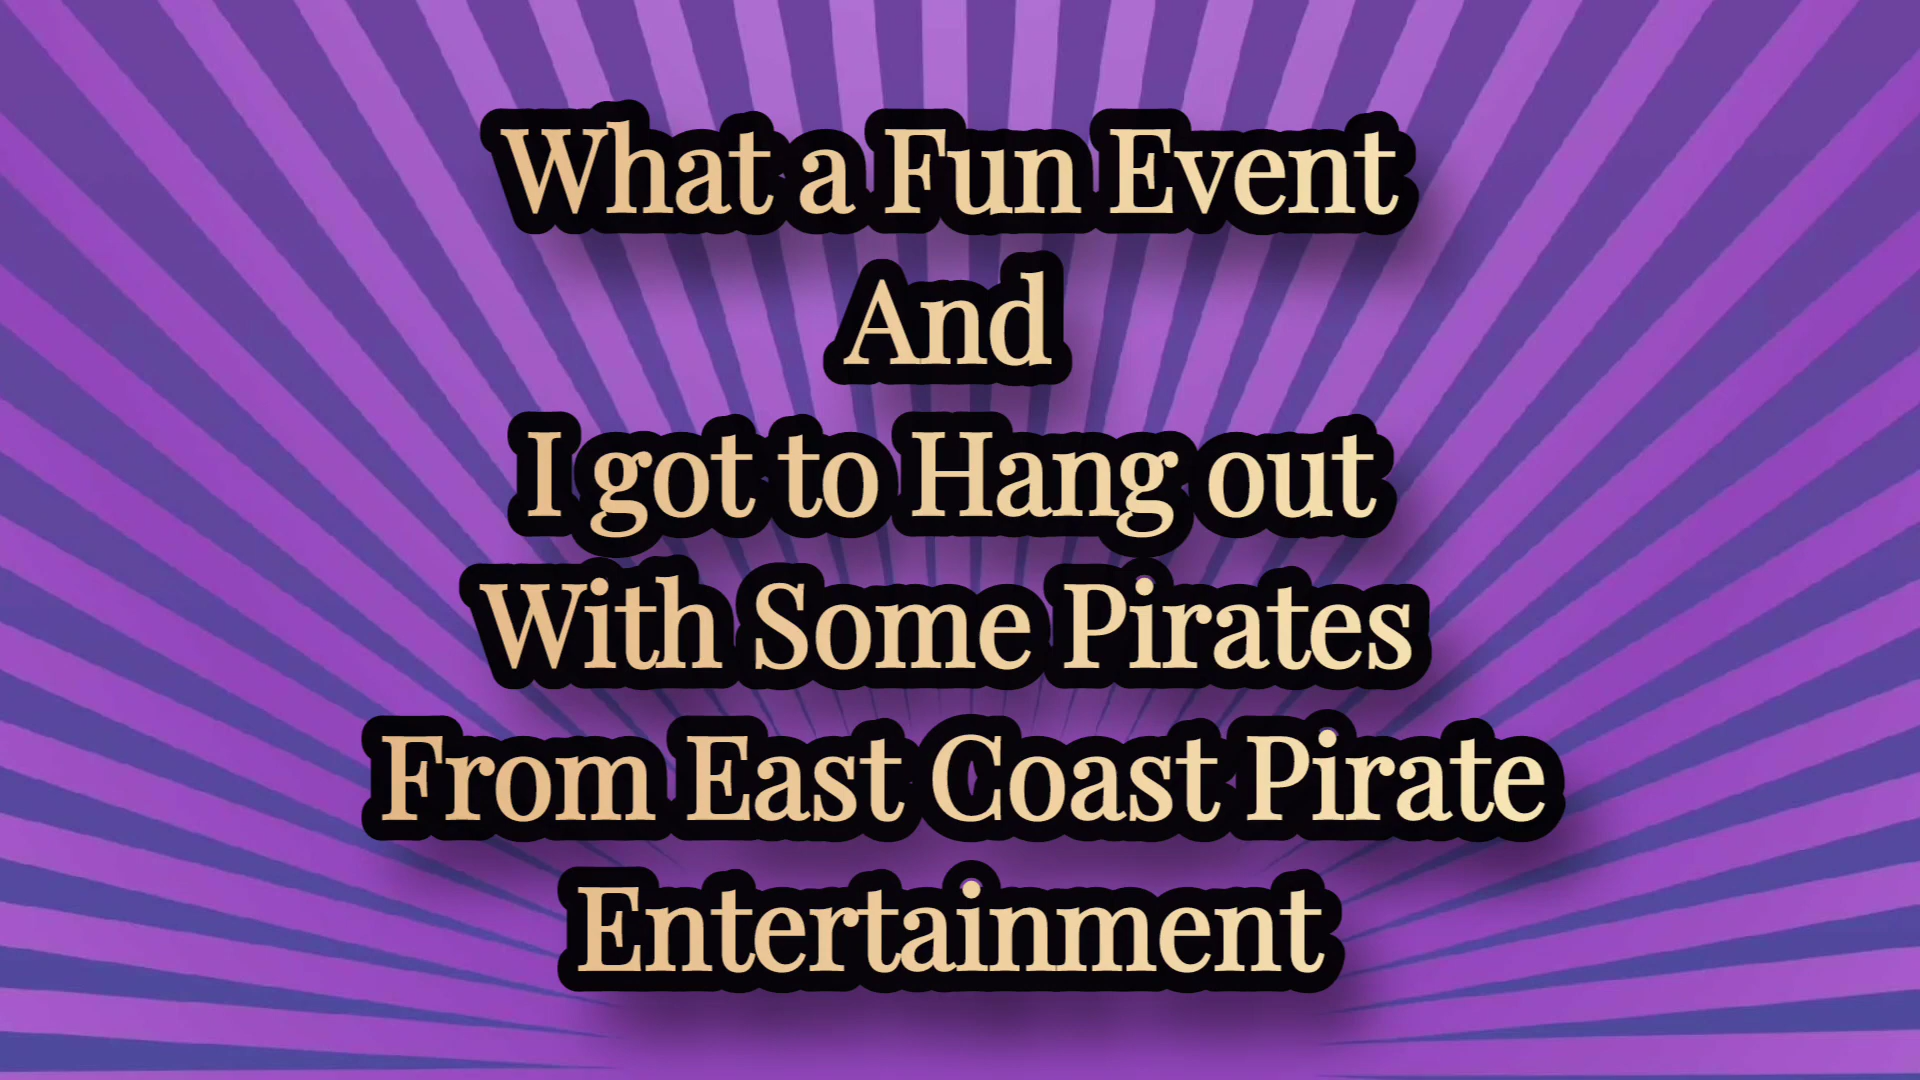 What a Fun Event
And
I got to Hang out
With Some Pirates
From East Coast Pirate
Entertainment